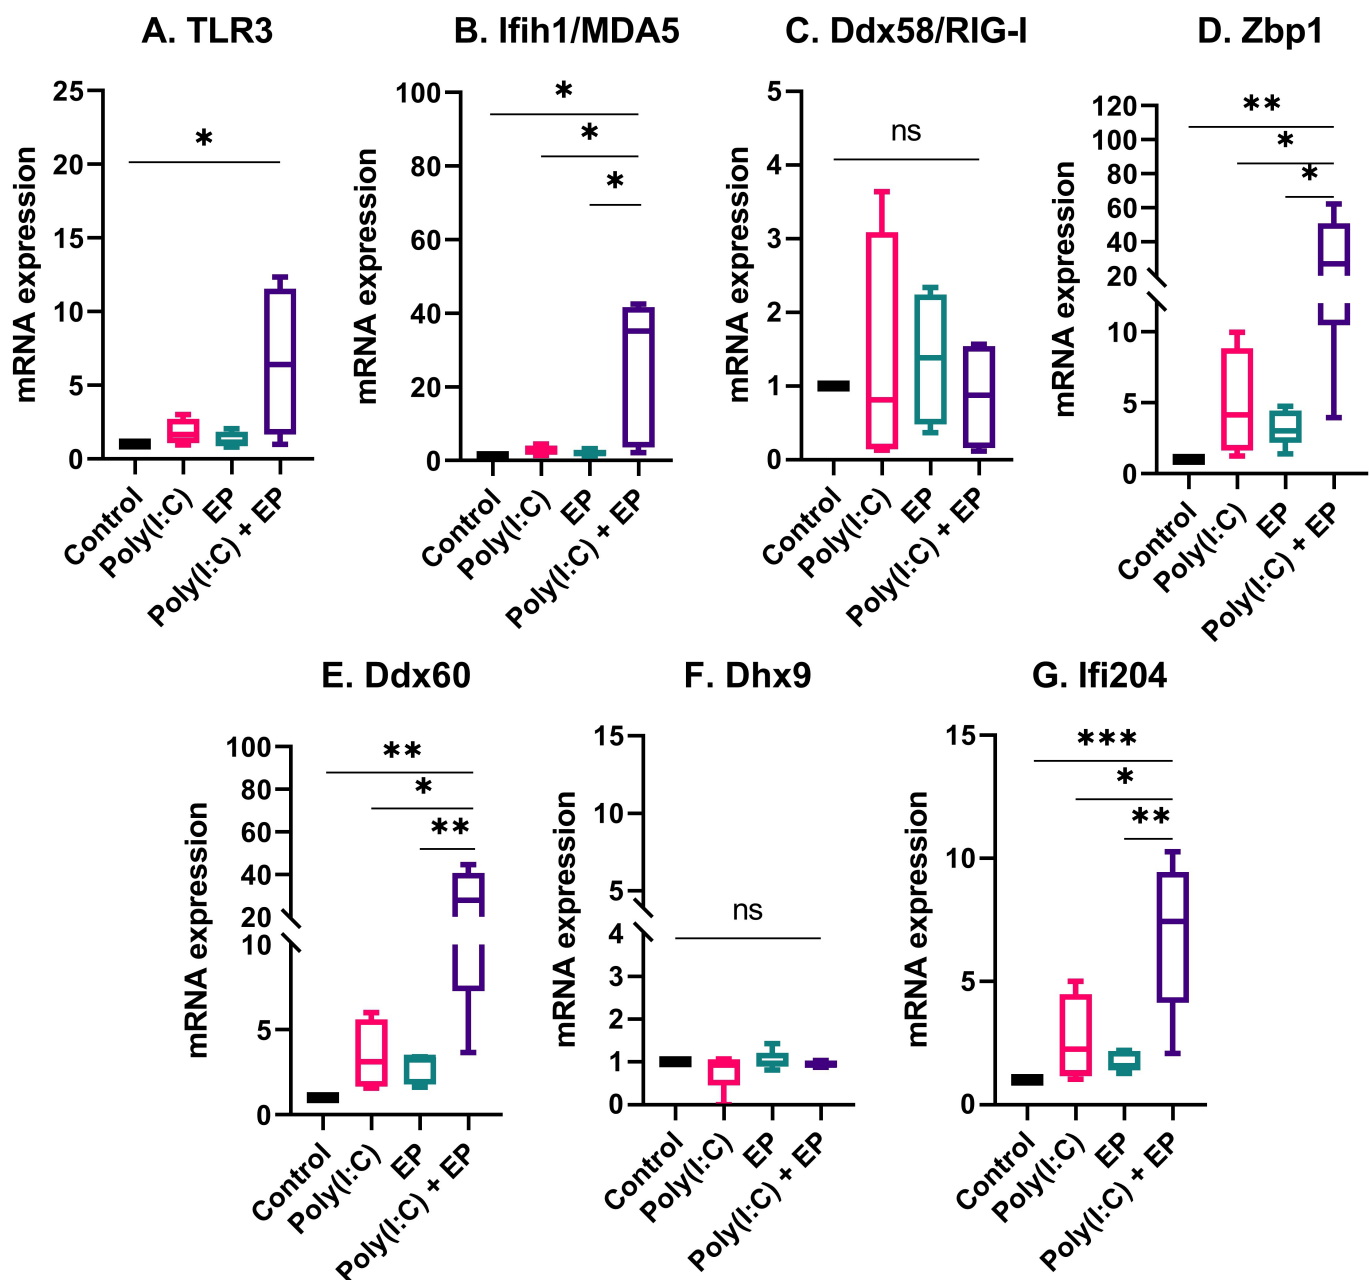 A. TLR3
mRNA expression
25
20
15
10
5
0
*
Control
Poly(I:C)
EP
Poly(I:C) + EP
B. Ifih1/MDA5
mRNA expression
100
80
60
40
20
0
*
*
*
Control
Poly(I:C)
EP
Poly(I:C) + EP
C. Ddx58/RIG-I
mRNA expression
5
4
3
2
1
0
ns
Control
Poly(I:C)
EP
Poly(I:C) + EP
D. Zbp1
mRNA expression
120
100
80
60
40
20
10
5
0
**
*
*
Control
Poly(I:C)
EP
Poly(I:C) + EP
E. Ddx60
mRNA expression
100
80
60
40
20
10
5
0
**
*
**
Control
Poly(I:C)
EP
Poly(I:C) + EP
F. Dhx9
mRNA expression
15
10
5
4
3
2
1
0
ns
Control
Poly(I:C)
EP
Poly(I:C) + EP
G. Ifi204
mRNA expression
15
10
5
0
***
*
**
Control
Poly(I:C)
EP
Poly(I:C) + EP